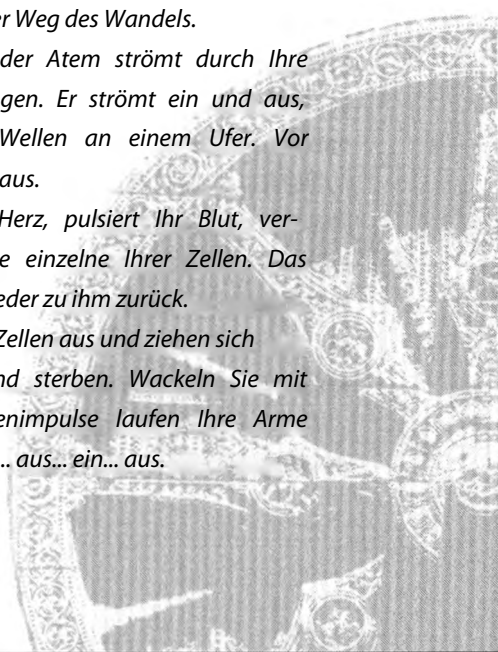 er Weg des Wandels.
der Atem strömt durch Ihre
gen. Er strömt ein und aus,
Wellen an einem Ufer. Vor
aus.
Herz, pulsiert Ihr Blut, ver-
e einzelne Ihrer Zellen. Das
eder zu ihm zurück.
Zellen aus und ziehen sich
nd sterben. Wackeln Sie mit
enimpulse laufen Ihre Arme
... aus... ein... aus.